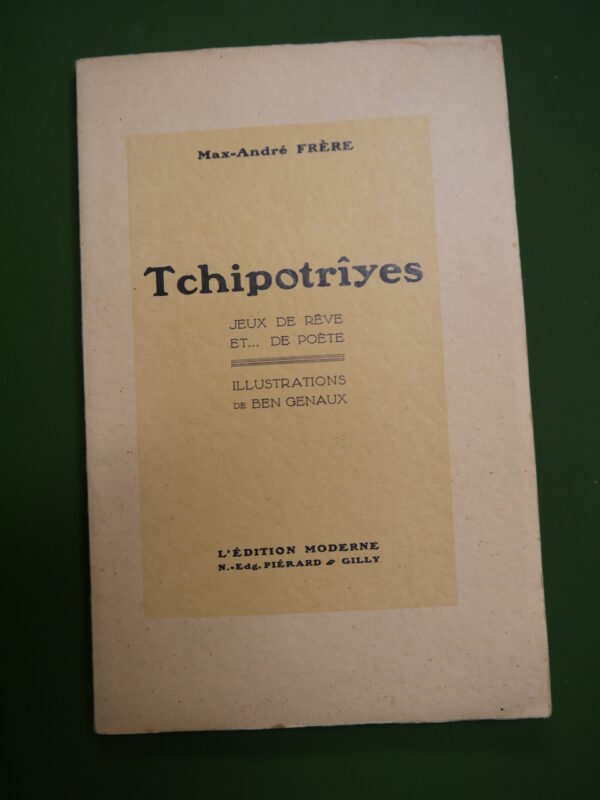 Max-André FRÈRE
Tchipotrîyes
JEUX DE RÊVE
ET... DE POÈTE
ILLUSTRATIONS
DE BEN GENAUX
L'ÉDITION MODERNE
N.-Edg. PIÉRARD GILLY